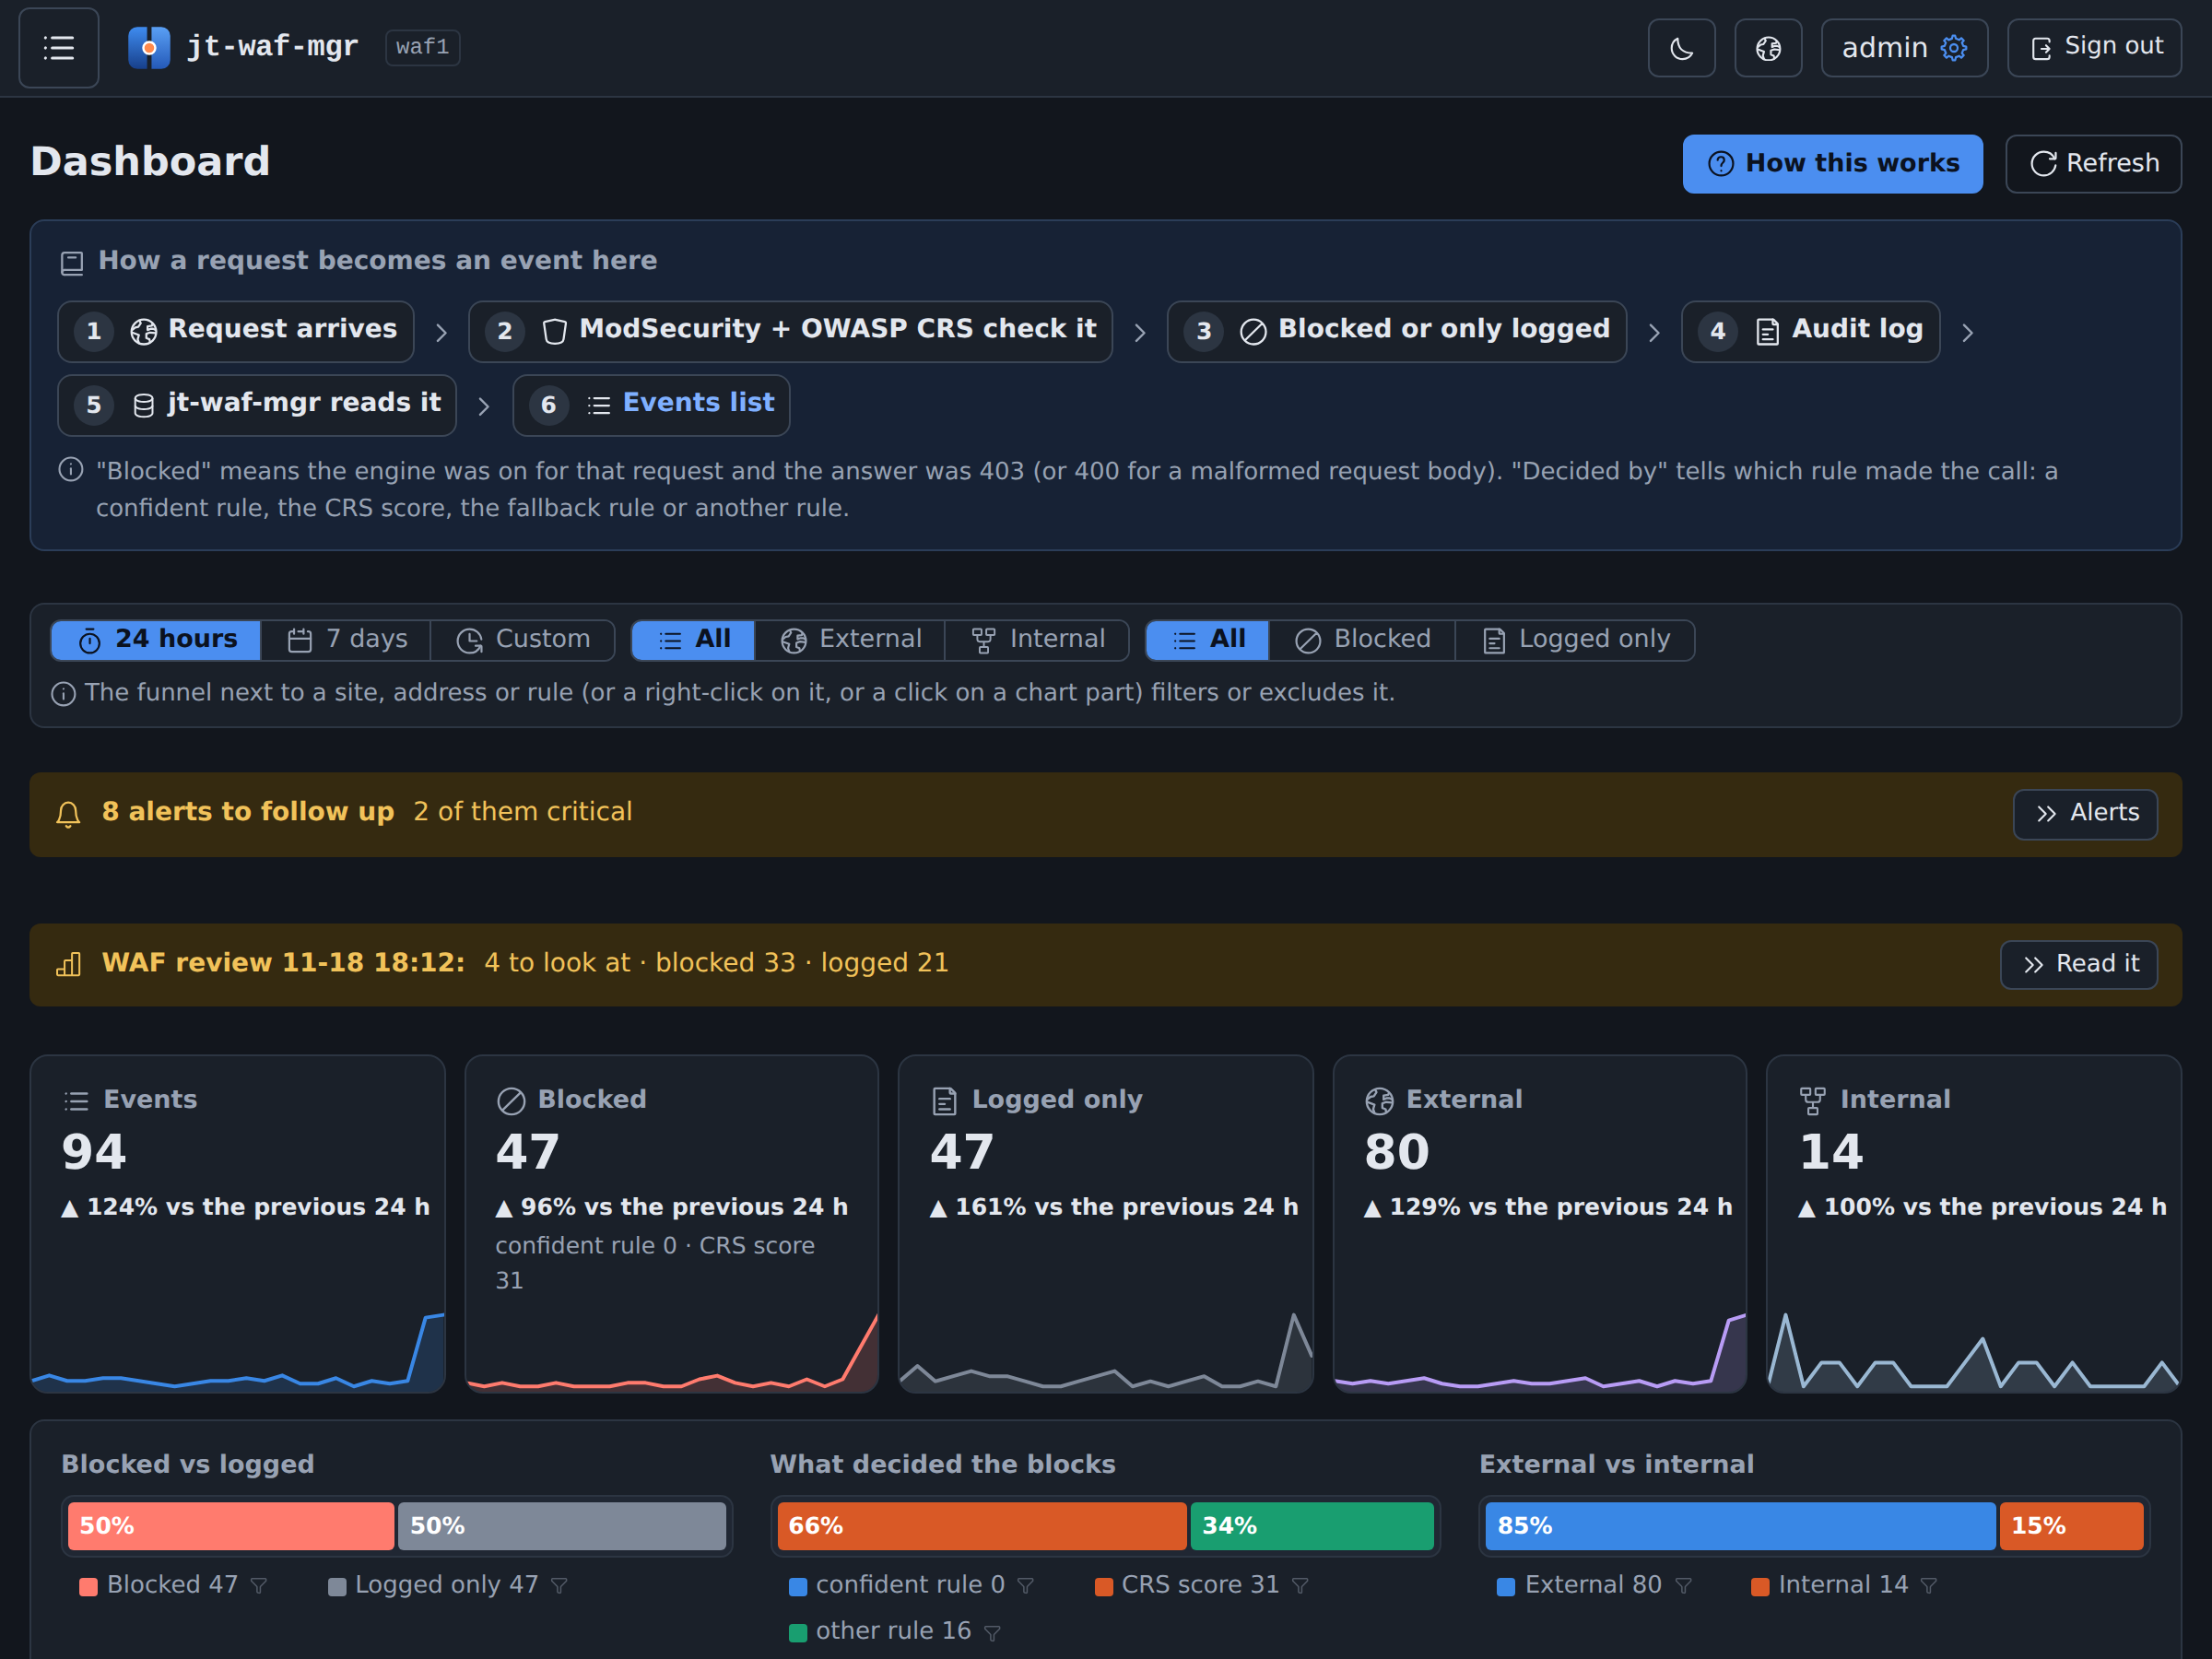 jt-waf-mgr waf1 admin Sign out
Dashboard How this works Refresh
How a request becomes an event here
1 Request arrives 2 ModSecurity + OWASP CRS check it 3 Blocked or only logged 4 Audit log
5 jt-waf-mgr reads it 6 Events list
"Blocked" means the engine was on for that request and the answer was 403 (or 400 for a malformed request body). "Decided by" tells which rule made the call: a
confident rule, the CRS score, the fallback rule or another rule.
24 hours 7 days Custom All External Internal All Blocked Logged only
The funnel next to a site, address or rule (or a right-click on it, or a click on a chart part) filters or excludes it.
8 alerts to follow up 2 of them critical Alerts
WAF review 11-18 18:12: 4 to look at · blocked 33 · logged 21 Read it
Events Blocked Logged only External Internal
94 47 47 80 14
▲ 124% vs the previous 24 h ▲ 96% vs the previous 24 h ▲ 161% vs the previous 24 h ▲ 129% vs the previous 24 h ▲ 100% vs the previous 24 h
confident rule 0 · CRS score
31
Blocked vs logged What decided the blocks External vs internal
50% 50% 66% 34% 85% 15%
Blocked 47 Logged only 47 confident rule 0 CRS score 31 External 80 Internal 14
other rule 16